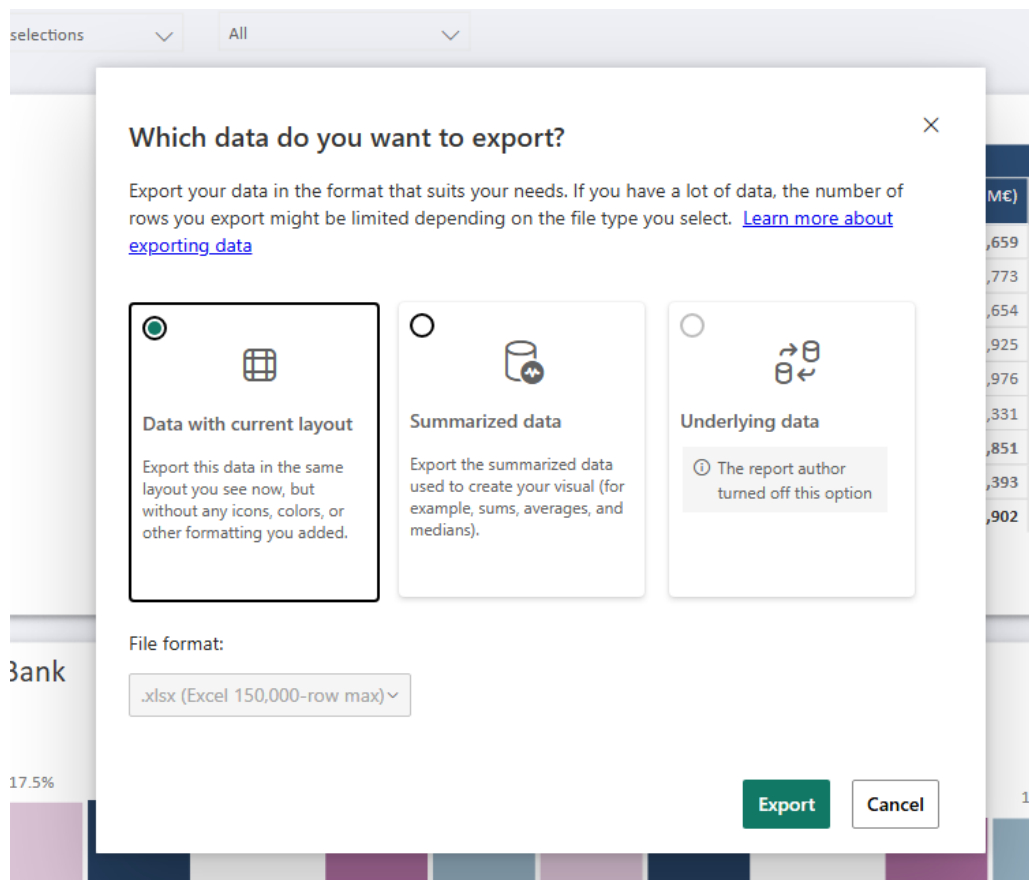 selections
All
Which data do you want to export?
Export your data in the format that suits your needs. If you have a lot of data, the number of
rows you export might be limited depending on the file type you select. Learn more about
exporting data
Data with current layout
Export this data in the same
layout you see now, but
without any icons, colors, or
other formatting you added.
Summarized data
Export the summarized data
used to create your visual (for
example, sums, averages, and
medians).
Underlying data
The report author
turned off this option
File format:
.xlsx (Excel 150,000-row max)
Export
Cancel
M€)
,659
,773
,654
,925
,976
,331
,851
,393
,902
Bank
17.5%
1